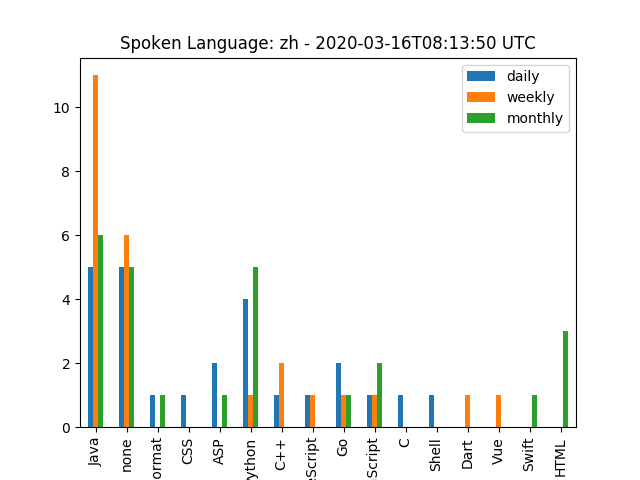 Spoken Language: zh - 2020-03-16T08:13:50 UTC
daily
weekly
monthly
10
8
6
4
2
0
Java
none
ormat
CSS
ASP
ython
C++
eScript
Go
Script
C
Shell
Dart
Vue
Swift
HTML